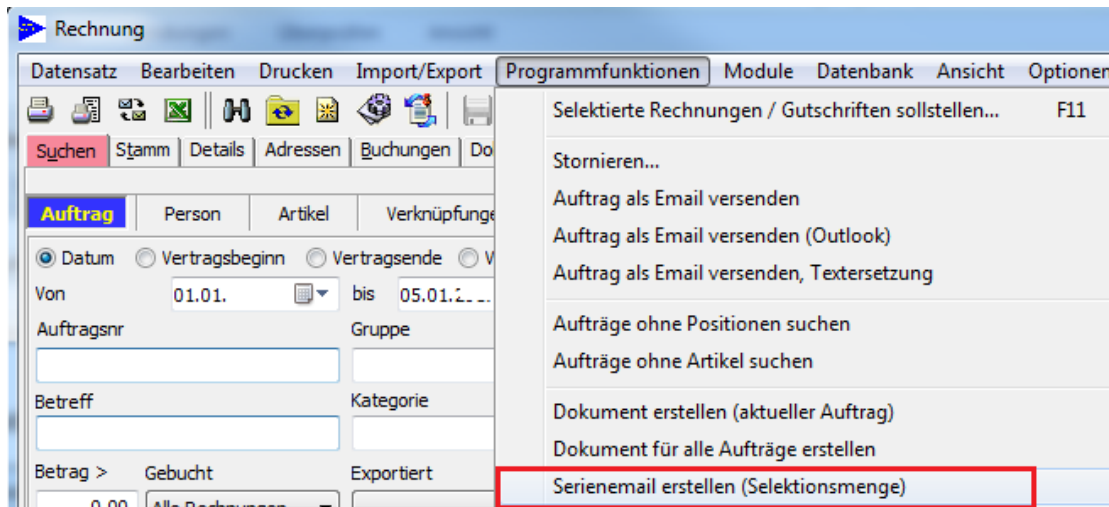 Rechnung
Datensatz Bearbeiten Drucken Import/Export Programmfunktionen Module Datenbank Ansicht Optionen
Selektierte Rechnungen / Gutschriften sollstellen... F11
Suchen Stamm Details Adressen Buchungen
Stornieren...
Auftrag als Email versenden
Auftrag Person Artikel
Auftrag als Email versenden (Outlook)
Datum Vertragsbeginn Vertragsende
Auftrag als Email versenden, Textersetzung
Von 01.01. bis 05.01.
Auftragsnr Gruppe
Aufträge ohne Positionen suchen
Aufträge ohne Artikel suchen
Betreff Kategorie
Dokument erstellen (aktueller Auftrag)
Dokument für alle Aufträge erstellen
Betrag > Gebucht Exportiert
Serienemail erstellen (Selektionsmenge)